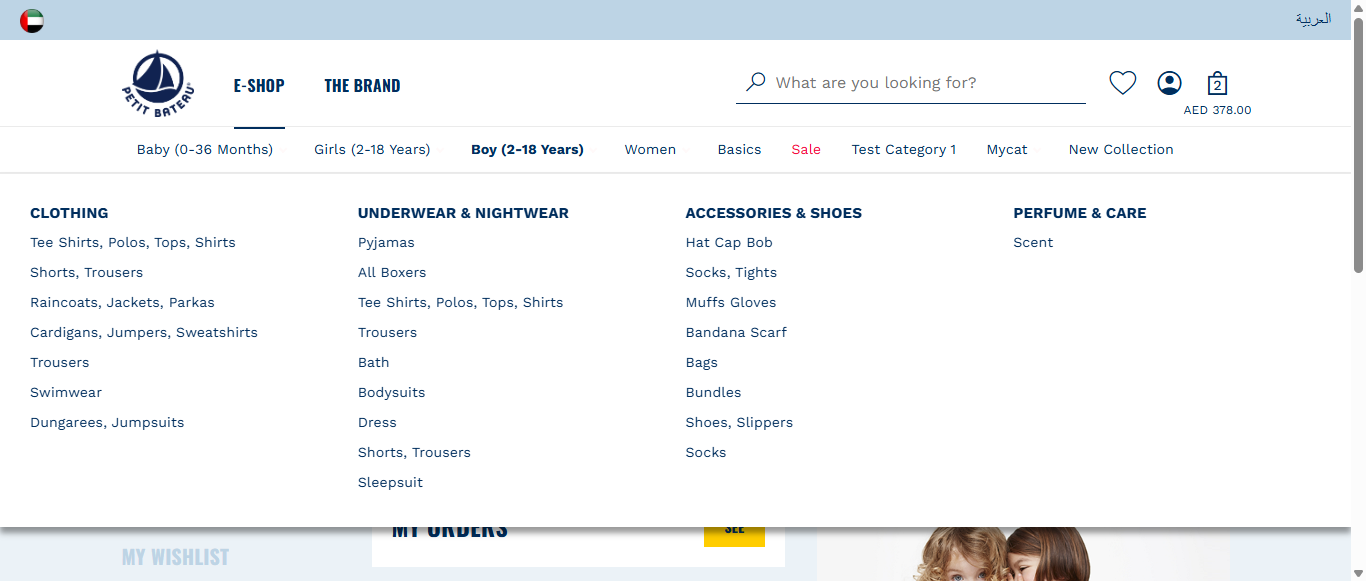 العربية
PETIT BATEAU
E-SHOP
THE BRAND
What are you looking for?
2
AED 378.00
Baby (0-36 Months)
Girls (2-18 Years)
Boy (2-18 Years)
Women
Basics
Sale
Test Category 1
Mycat
New Collection
CLOTHING
Tee Shirts, Polos, Tops, Shirts
Shorts, Trousers
Raincoats, Jackets, Parkas
Cardigans, Jumpers, Sweatshirts
Trousers
Swimwear
Dungarees, Jumpsuits
UNDERWEAR & NIGHTWEAR
Pyjamas
All Boxers
Tee Shirts, Polos, Tops, Shirts
Trousers
Bath
Bodysuits
Dress
Shorts, Trousers
Sleepsuit
ACCESSORIES & SHOES
Hat Cap Bob
Socks, Tights
Muffs Gloves
Bandana Scarf
Bags
Bundles
Shoes, Slippers
Socks
PERFUME & CARE
Scent
MY WISHLIST
MY ORDERS
SEE